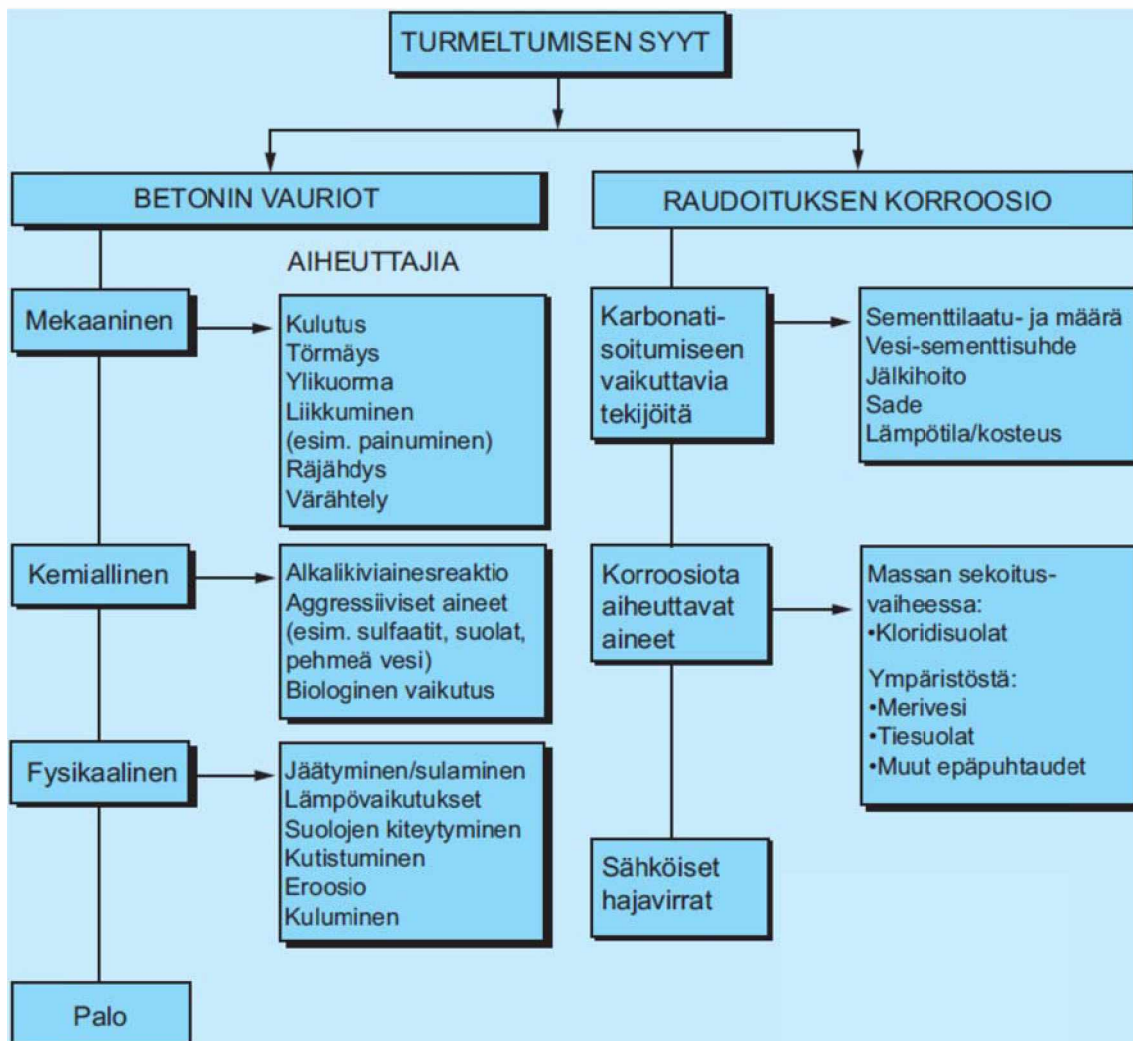 TURMELTUMISEN SYYT
BETONIN VAURIOT
AIHEUTTAJIA
Mekaaninen
Kulutus
Törmäys
Ylikuorma
Liikkuminen
(esim. painuminen)
Räjähdys
Värähtely
Kemiallinen
Alkalikiviainesreaktio
Aggressiiviset aineet
(esim. sulfaatit, suolat,
pehmeä vesi)
Biologinen vaikutus
Fysikaalinen
Jäätyminen/sulaminen
Lämpövaikutukset
Suolojen kiteytyminen
Kutistuminen
Eroosio
Kuluminen
Palo
RAUDOITUKSEN KORROOSIO
Karbonati-
soitumiseen
vaikuttavia
tekijöitä
Sementtilaatu- ja määrä
Vesi-sementtisuhde
Jälkihoito
Sade
Lämpötila/kosteus
Korroosiota
aiheuttavat
aineet
Massan sekoitus-
vaiheessa:
•Kloridisuolat
Ympäristöstä:
•Merivesi
•Tiesuolat
•Muut epäpuhtaudet
Sähköiset
hajavirrat